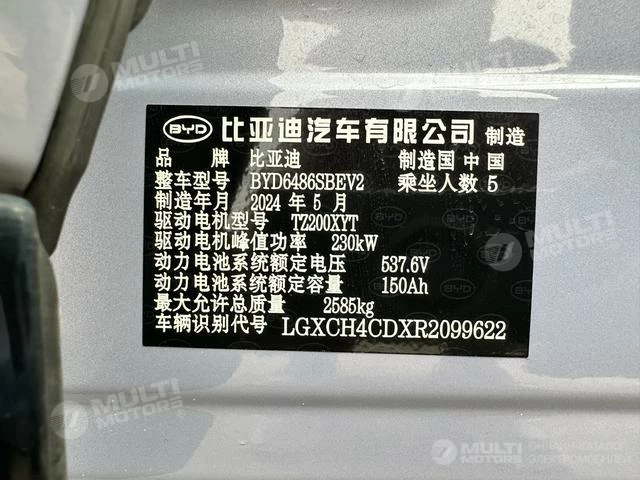 BYD 比亚迪汽车有限公司 制造
品 牌 比亚迪 制造国 中国
整车型号 BYD6486SBEV2 乘坐人数 5
制造年月 2024 年 5 月
驱动电机型号 TZ200XYT
驱动电机峰值功率 230kW
动力电池系统额定电压 537.6V
动力电池系统额定容量 150Ah
最大允许总质量 2585kg
车辆识别代号 LGXCH4CDXR2099622
MULTI MOTORS
MULTI MOTORS
MULTI MOTORS
MULTI MOTORS
ОНЛАЙН-КАТАЛОГ
ЭЛЕКТРОМОБИЛЕЙ